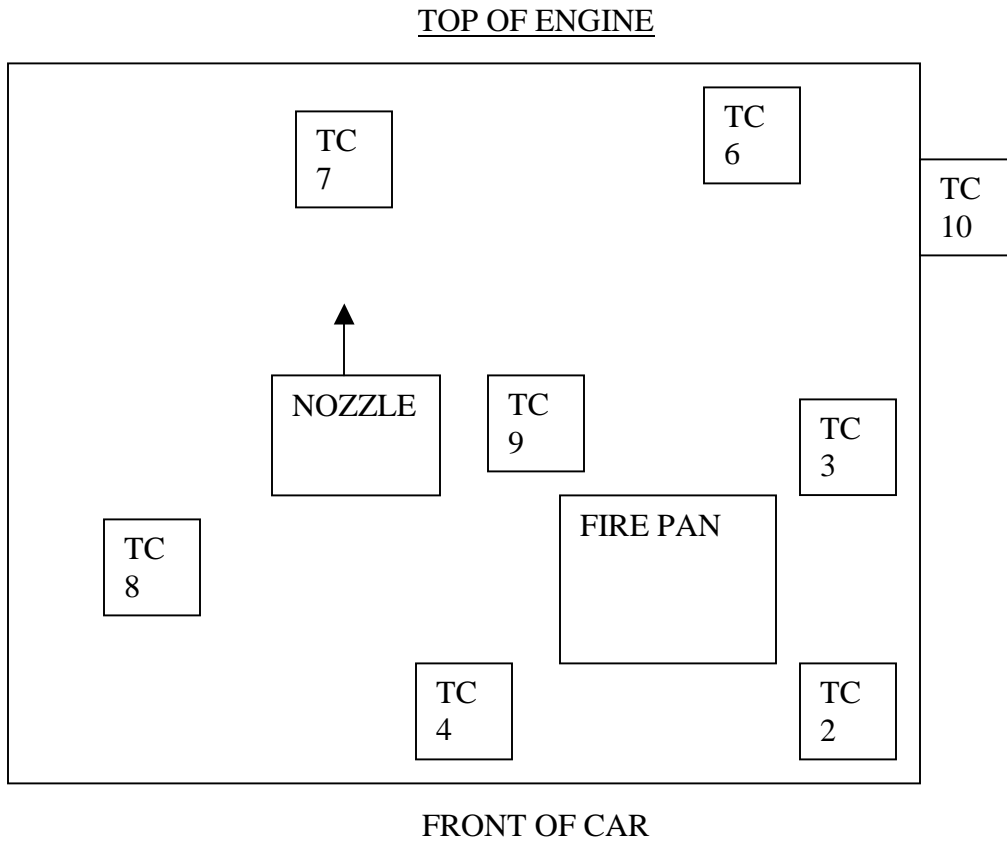 TOP OF ENGINE
TC
7
TC
6
TC
10
NOZZLE
TC
9
TC
3
FIRE PAN
TC
8
TC
4
TC
2
FRONT OF CAR